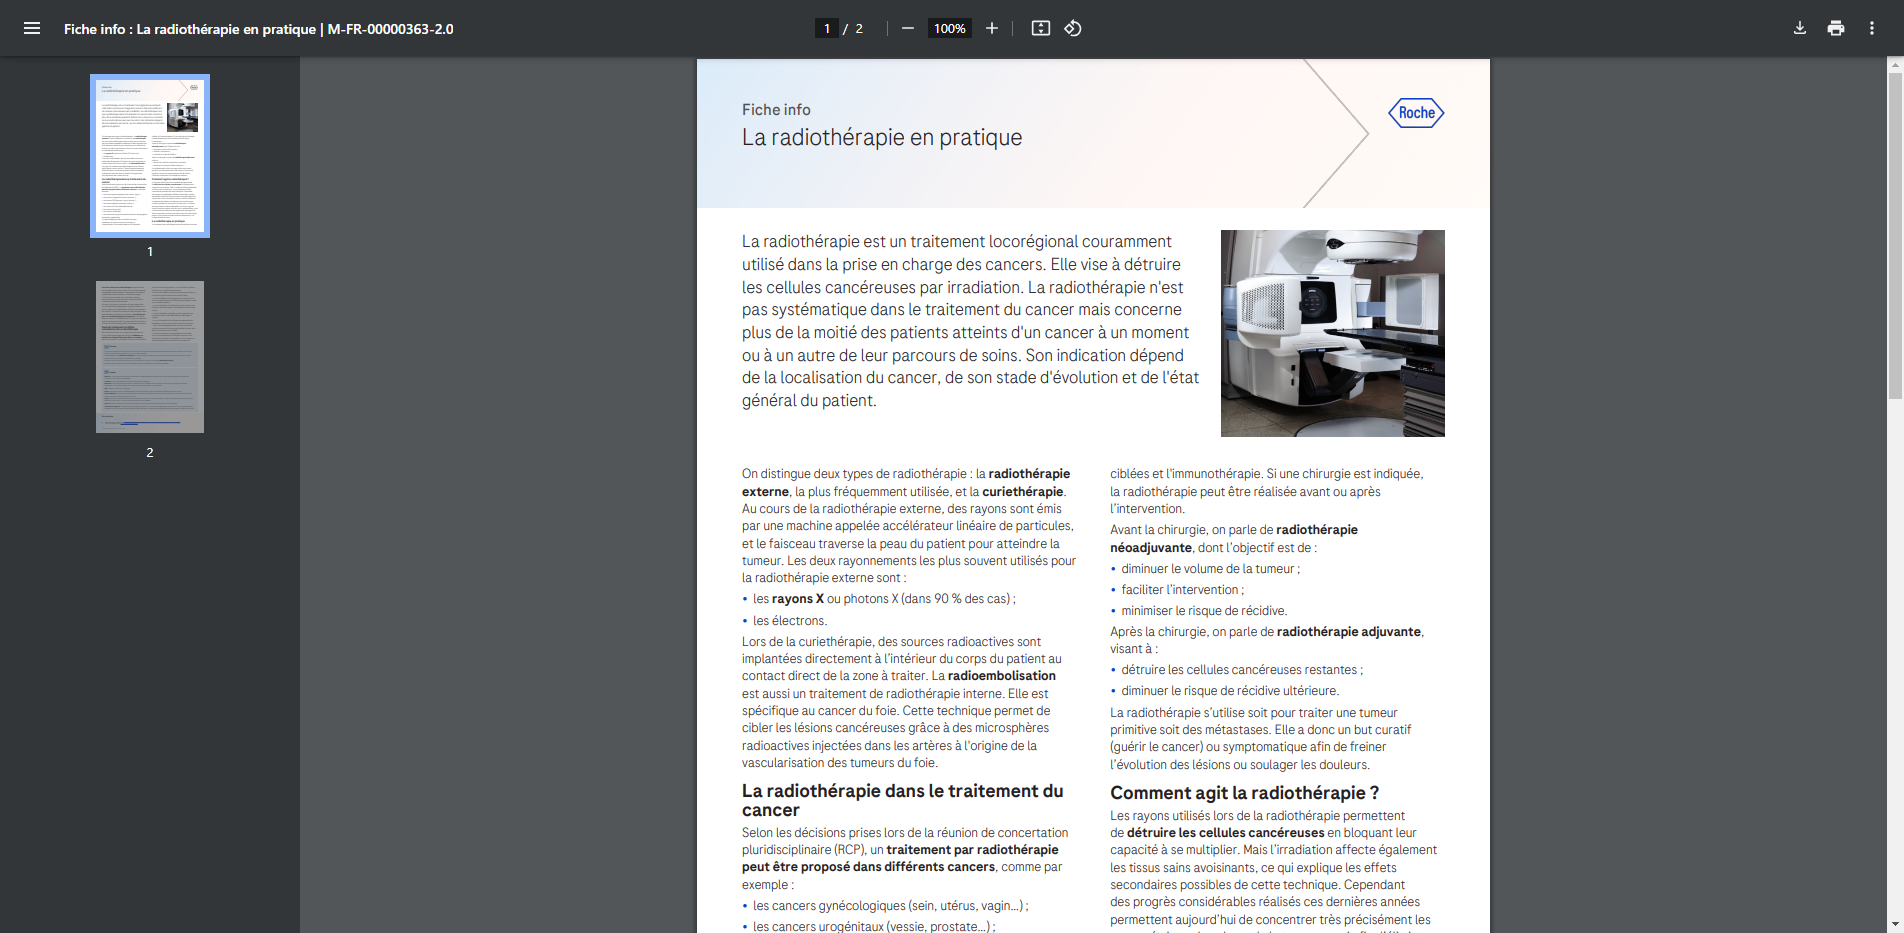 Fiche info : La radiothérapie en pratique | M-FR-00000363-2.0
1 / 2
100%
1
2
Fiche info
La radiothérapie en pratique
Roche
La radiothérapie est un traitement locorégional couramment
utilisé dans la prise en charge des cancers. Elle vise à détruire
les cellules cancéreuses par irradiation. La radiothérapie n'est
pas systématique dans le traitement du cancer mais concerne
plus de la moitié des patients atteints d'un cancer à un moment
ou à un autre de leur parcours de soins. Son indication dépend
de la localisation du cancer, de son stade d'évolution et de l'état
général du patient.
On distingue deux types de radiothérapie : la radiothérapie
externe, la plus fréquemment utilisée, et la curiethérapie.
Au cours de la radiothérapie externe, des rayons sont émis
par une machine appelée accélérateur linéaire de particules,
et le faisceau traverse la peau du patient pour atteindre la
tumeur. Les deux rayonnements les plus souvent utilisés pour
la radiothérapie externe sont :
• les rayons X ou photons X (dans 90 % des cas) ;
• les électrons.
Lors de la curiethérapie, des sources radioactives sont
implantées directement à l'intérieur du corps du patient au
contact direct de la zone à traiter. La radioembolisation
est aussi un traitement de radiothérapie interne. Elle est
spécifique au cancer du foie. Cette technique permet de
cibler les lésions cancéreuses grâce à des microsphères
radioactives injectées dans les artères à l'origine de la
vascularisation des tumeurs du foie.
La radiothérapie dans le traitement du
cancer
Selon les décisions prises lors de la réunion de concertation
pluridisciplinaire (RCP), un traitement par radiothérapie
peut être proposé dans différents cancers, comme par
exemple :
• les cancers gynécologiques (sein, utérus, vagin...) ;
• les cancers urogénitaux (vessie, prostate...) ;
ciblées et l'immunothérapie. Si une chirurgie est indiquée,
la radiothérapie peut être réalisée avant ou après
l'intervention.
Avant la chirurgie, on parle de radiothérapie
néoadjuvante, dont l'objectif est de :
• diminuer le volume de la tumeur ;
• faciliter l'intervention ;
• minimiser le risque de récidive.
Après la chirurgie, on parle de radiothérapie adjuvante,
visant à :
• détruire les cellules cancéreuses restantes ;
• diminuer le risque de récidive ultérieure.
La radiothérapie s'utilise soit pour traiter une tumeur
primitive soit des métastases. Elle a donc un but curatif
(guérir le cancer) ou symptomatique afin de freiner
l'évolution des lésions ou soulager les douleurs.
Comment agit la radiothérapie ?
Les rayons utilisés lors de la radiothérapie permettent
de détruire les cellules cancéreuses en bloquant leur
capacité à se multiplier. Mais l'irradiation affecte également
les tissus sains avoisinants, ce qui explique les effets
secondaires possibles de cette technique. Cependant
des progrès considérables réalisés ces dernières années
permettent aujourd'hui de concentrer très précisément les